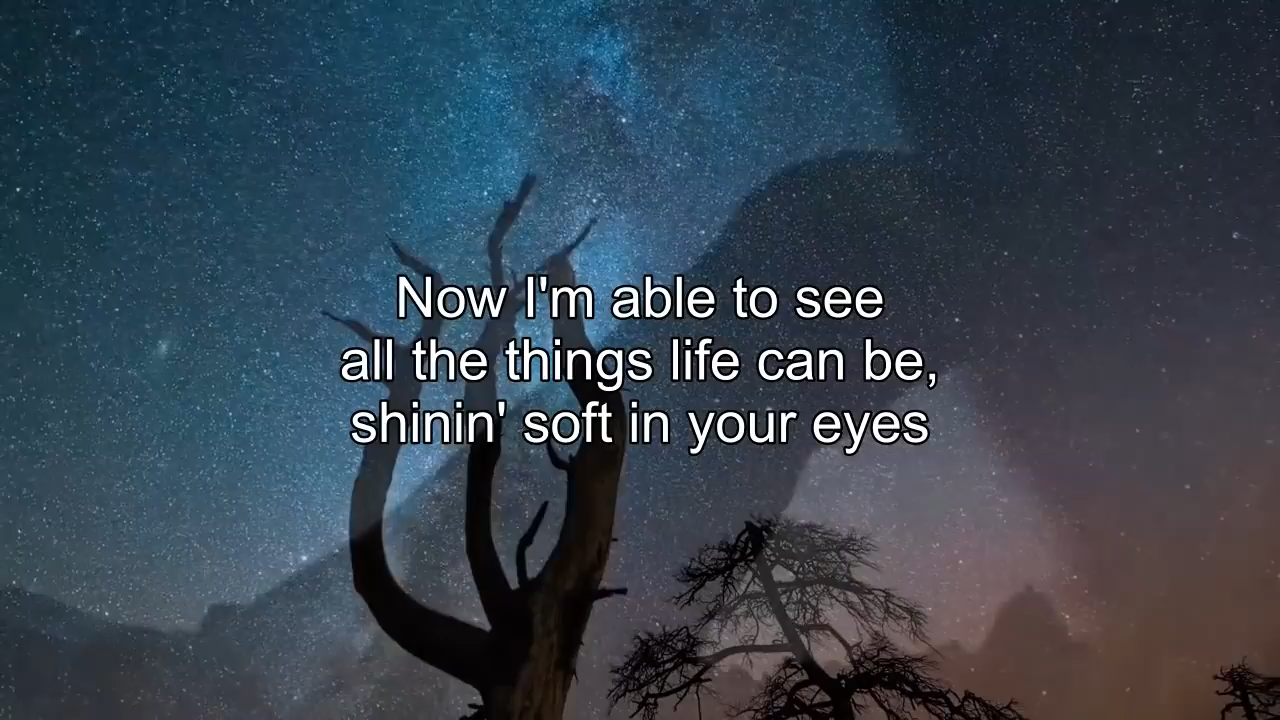 Now I'm able to see
all the things life can be,
shinin' soft in your eyes